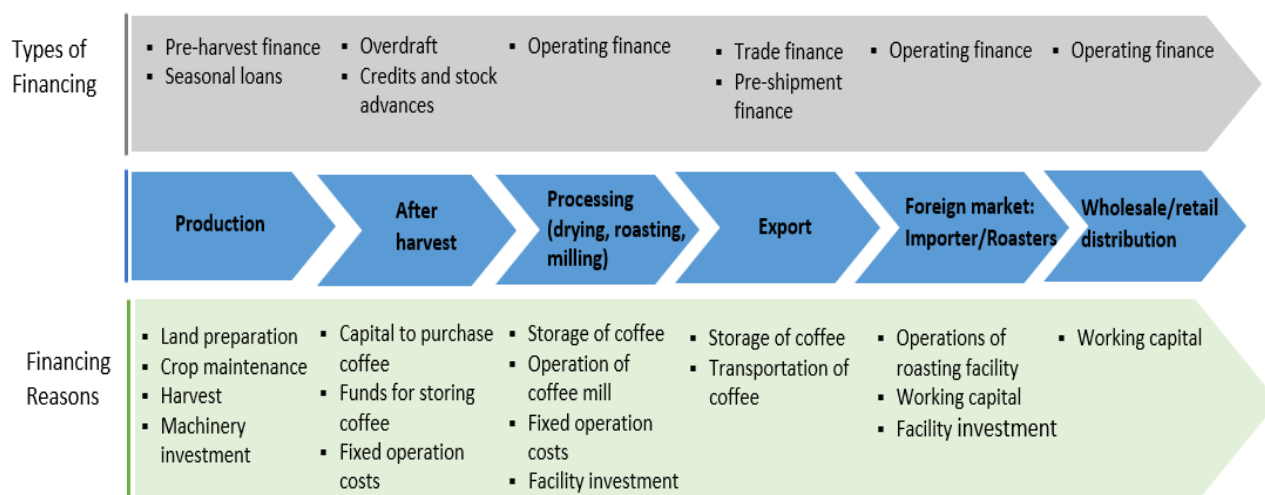 Types of
Financing
▪ Pre-harvest finance
▪ Seasonal loans
▪ Overdraft
▪ Credits and stock
advances
▪ Operating finance
▪ Trade finance
▪ Pre-shipment
finance
▪ Operating finance
▪ Operating finance
Production
After
harvest
Processing
(drying, roasting,
milling)
Export
Foreign market:
Importer/Roasters
Wholesale/retail
distribution
Financing
Reasons
▪ Land preparation
▪ Crop maintenance
▪ Harvest
▪ Machinery
investment
▪ Capital to purchase
coffee
▪ Funds for storing
coffee
▪ Fixed operation
costs
▪ Storage of coffee
▪ Operation of
coffee mill
▪ Fixed operation
costs
▪ Facility investment
▪ Storage of coffee
▪ Transportation of
coffee
▪ Operations of
roasting facility
▪ Working capital
▪ Facility investment
▪ Working capital